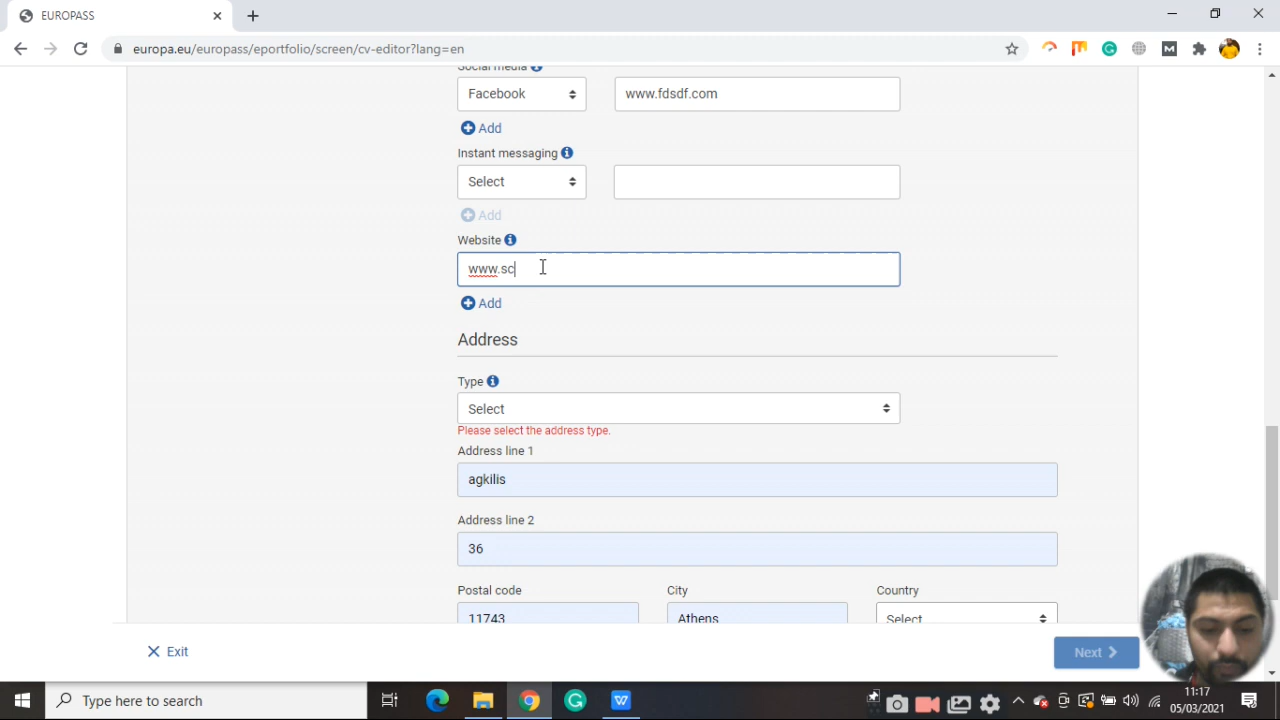 EUROPASS
europa.eu/europass/eportfolio/screen/cv-editor?lang=en
Social media
Facebook
www.fdsdf.com
Add
Instant messaging
Select
Add
Website
www.sc
Add
Address
Type
Select
Please select the address type.
Address line 1
agkilis
Address line 2
36
Postal code
City
Country
11743
Athens
Select
Exit
Next
Type here to search
11:17
05/03/2021